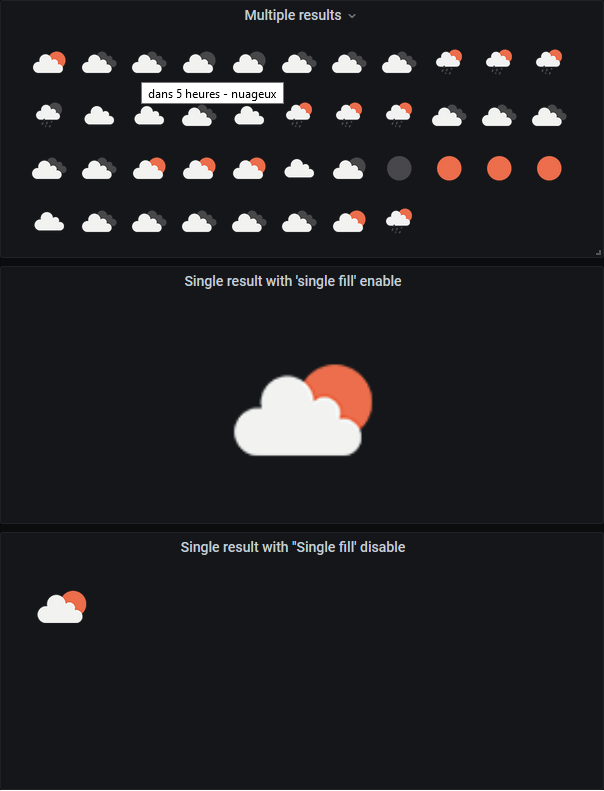 Multiple results
dans 5 heures - nuageux
Single result with 'single fill' enable
Single result with "Single fill' disable